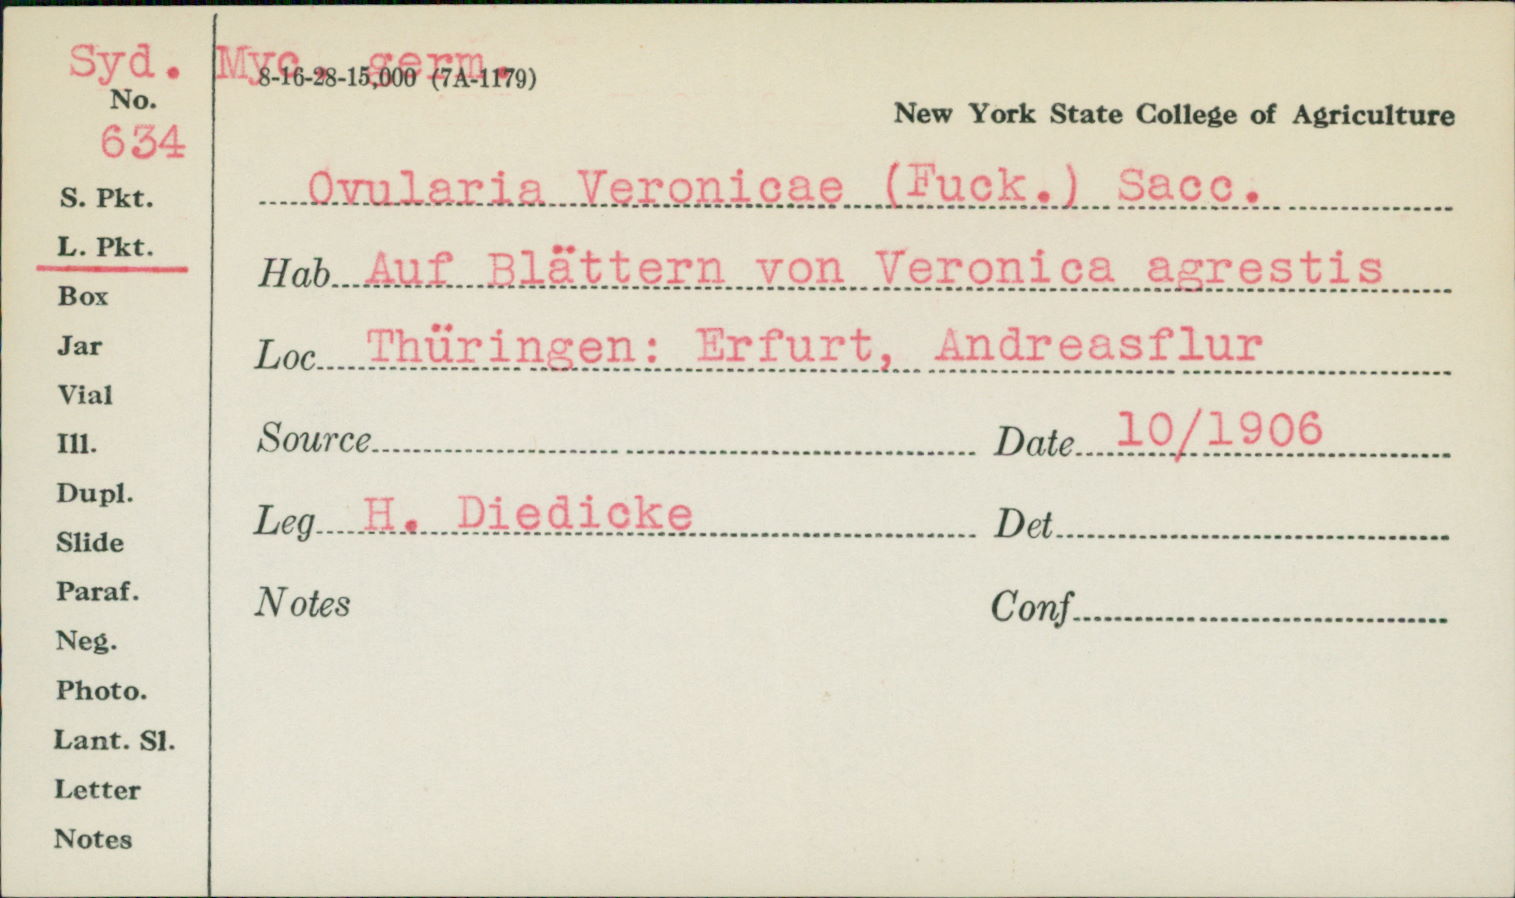 Syd. Myc. germ.
8-16-28-15,000 (7A-1179)
No.
634
New York State College of Agriculture
S. Pkt.
L. Pkt.
Box
Jar
Vial
Ill.
Dupl.
Slide
Paraf.
Neg.
Photo.
Lant. Sl.
Letter
Notes
Ovularia Veronicae (Fuck.) Sacc.
Hab Auf Blättern von Veronica agrestis
Loc Thüringen: Erfurt, Andreasflur
Source Date 10/1906
Leg H. Diedicke Det
Notes Conf